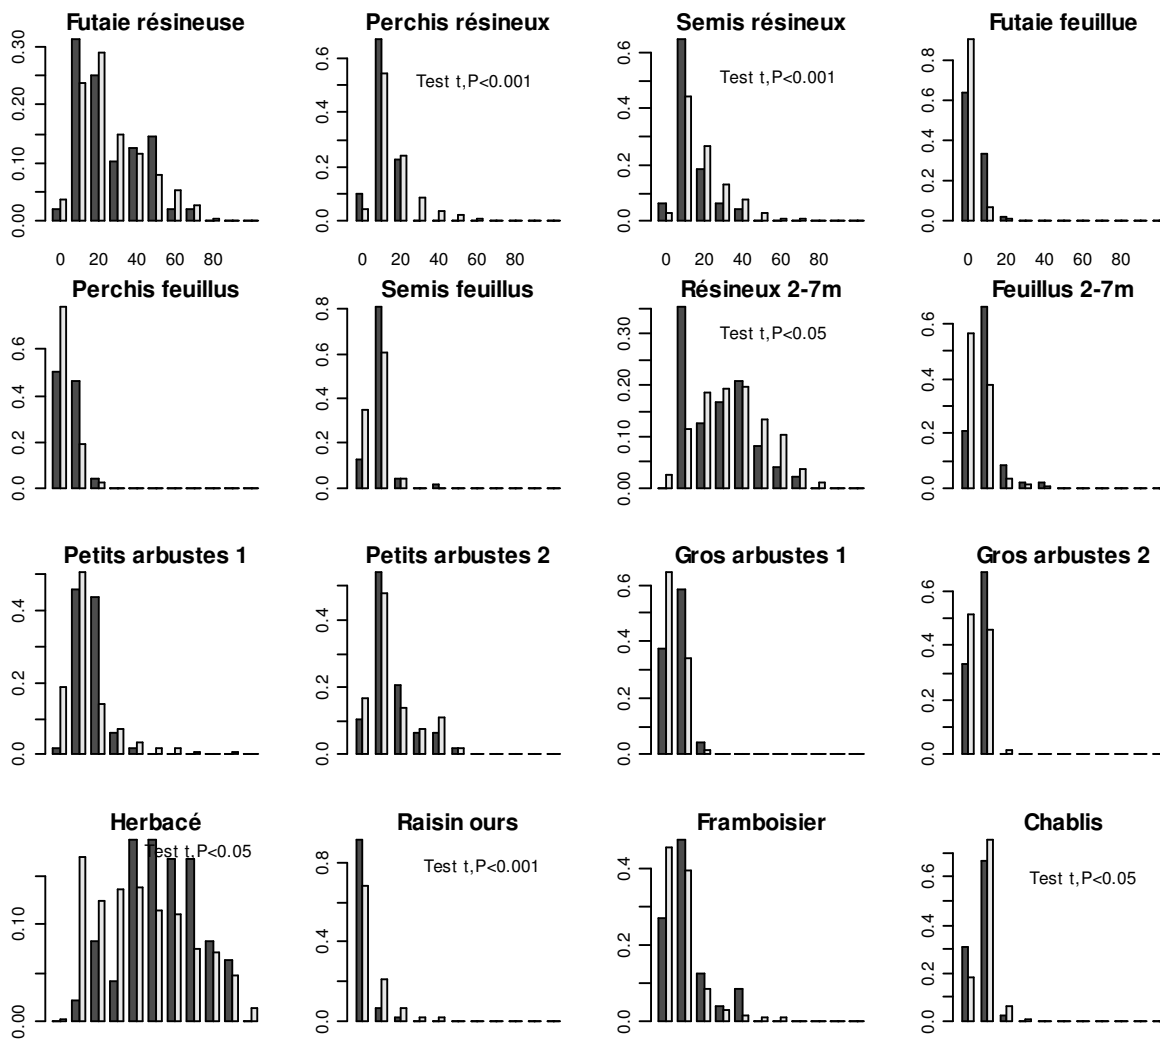 Futaie résineuse
Perchis résineux
Semis résineux
Futaie feuillue
0.00 0.10 0.20 0.30
0.0 0.2 0.4 0.6
Test t,P<0.001
0.0 0.2 0.4 0.6
Test t,P<0.001
0.0 0.2 0.4 0.6 0.8
0 20 40 60 80
0 20 40 60 80
0 20 40 60 80
Perchis feuillus
Semis feuillus
Résineux 2-7m
Feuillus 2-7m
0.0 0.2 0.4 0.6
0.0 0.2 0.4 0.6 0.8
0.00 0.10 0.20 0.30
Test t,P<0.05
0.0 0.2 0.4 0.6
Petits arbustes 1
Petits arbustes 2
Gros arbustes 1
Gros arbustes 2
0.0 0.2 0.4
0.0 0.2 0.4
0.0 0.2 0.4 0.6
0.0 0.2 0.4 0.6
Herbacé
Raisin ours
Framboisier
Chablis
0.00 0.10
Test t,P<0.05
0.0 0.4 0.8
Test t,P<0.001
0.0 0.2 0.4
0.0 0.2 0.4 0.6
Test t,P<0.05